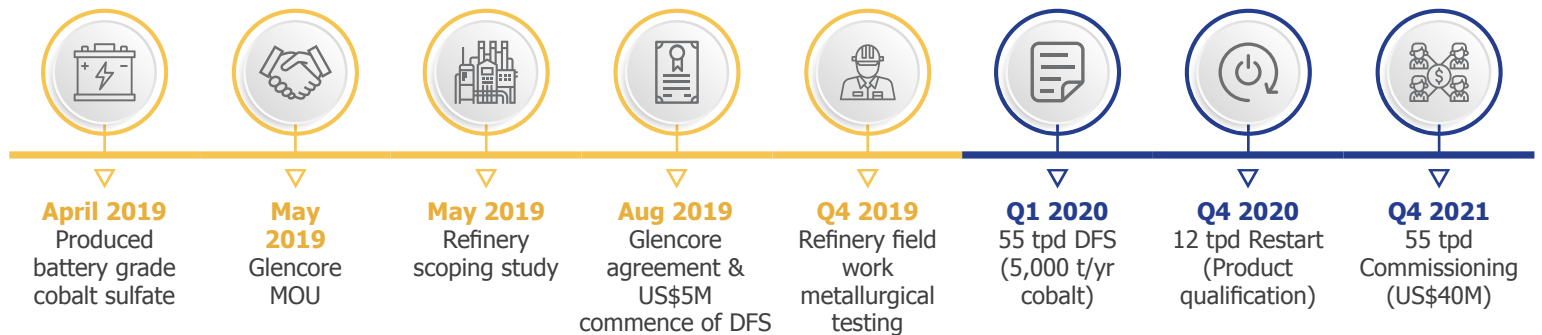 April 2019
Produced
battery grade
cobalt sulfate
May
2019
Glencore
MOU
May 2019
Refinery
scoping study
Aug 2019
Glencore
agreement &
US$5M
commence of DFS
Q4 2019
Refinery field
work
metallurgical
testing
Q1 2020
55 tpd DFS
(5,000 t/yr
cobalt)
Q4 2020
12 tpd Restart
(Product
qualification)
Q4 2021
55 tpd
Commissioning
(US$40M)